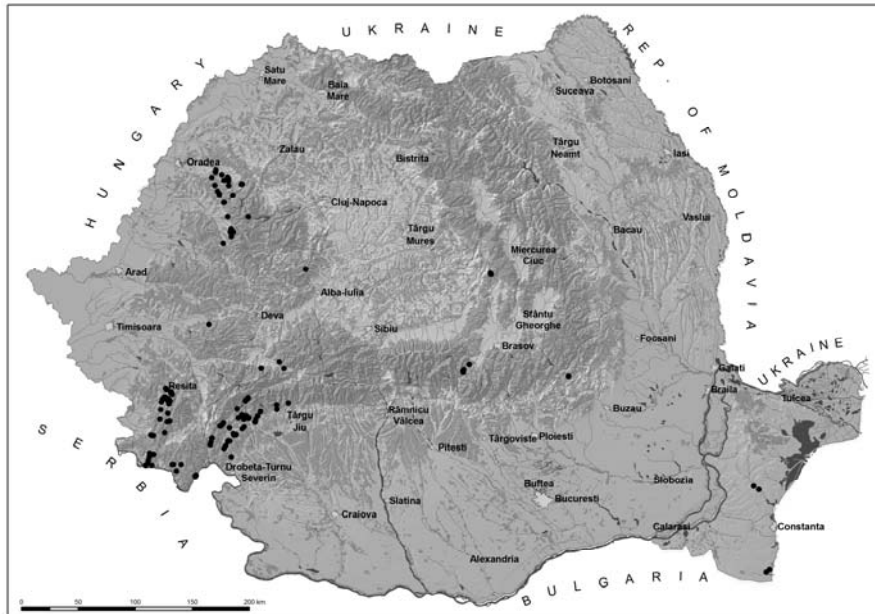 UKRAINE
HUNGARY
REP. OF MOLDAVIA
Satu
Mare
Baia
Mare
Botosani
Suceava
Oradea
Zalau
Bistrita
Târgu
Neamt
Iasi
Cluj-Napoca
Târgu
Mures
Miercurea
Ciuc
Bacau
Vaslui
Arad
Alba-Iulia
Timisoara
Deva
Sibiu
Sfântu
Gheorghe
Brasov
Foosani
UKRAINE
Galati
Braila
Tulcea
Resita
Târgu
Jiu
Râmnicu
Vâlcea
Buzau
Pitesti
Târgoviste
Ploiesti
SERBIA
Drobeta-Turnu
Severin
Slatina
Buftea
Bucuresti
Slobozia
Craiova
Calarasi
Constanta
Alexandria
BULGARIA
0 50 100 150 200 km